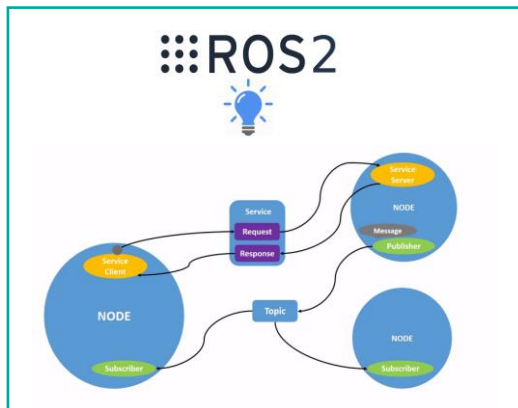 ROS2
Service
Server
NODE
Message
Publisher
Service
Request
Response
Service
Client
NODE
Subscriber
Topic
NODE
Subscriber